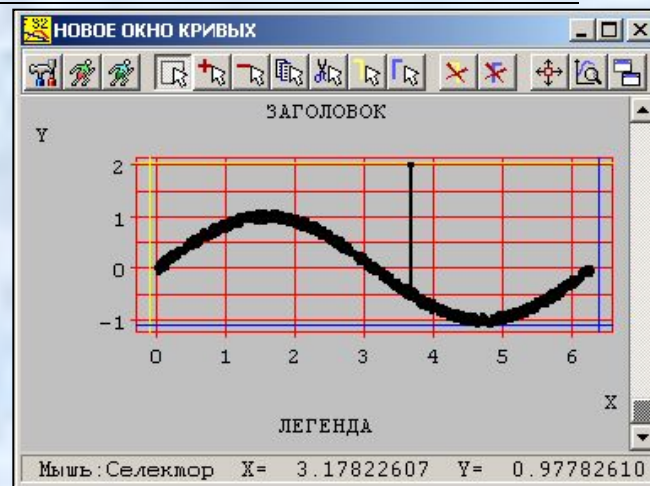 НОВОЕ ОКНО КРИВЫХ
ЗАГОЛОВОК
Y
2
1
0
-1
0 1 2 3 4 5 6
X
ЛЕГЕНДА
Мышь:Селектор X= 3.17822607 Y= 0.97782610